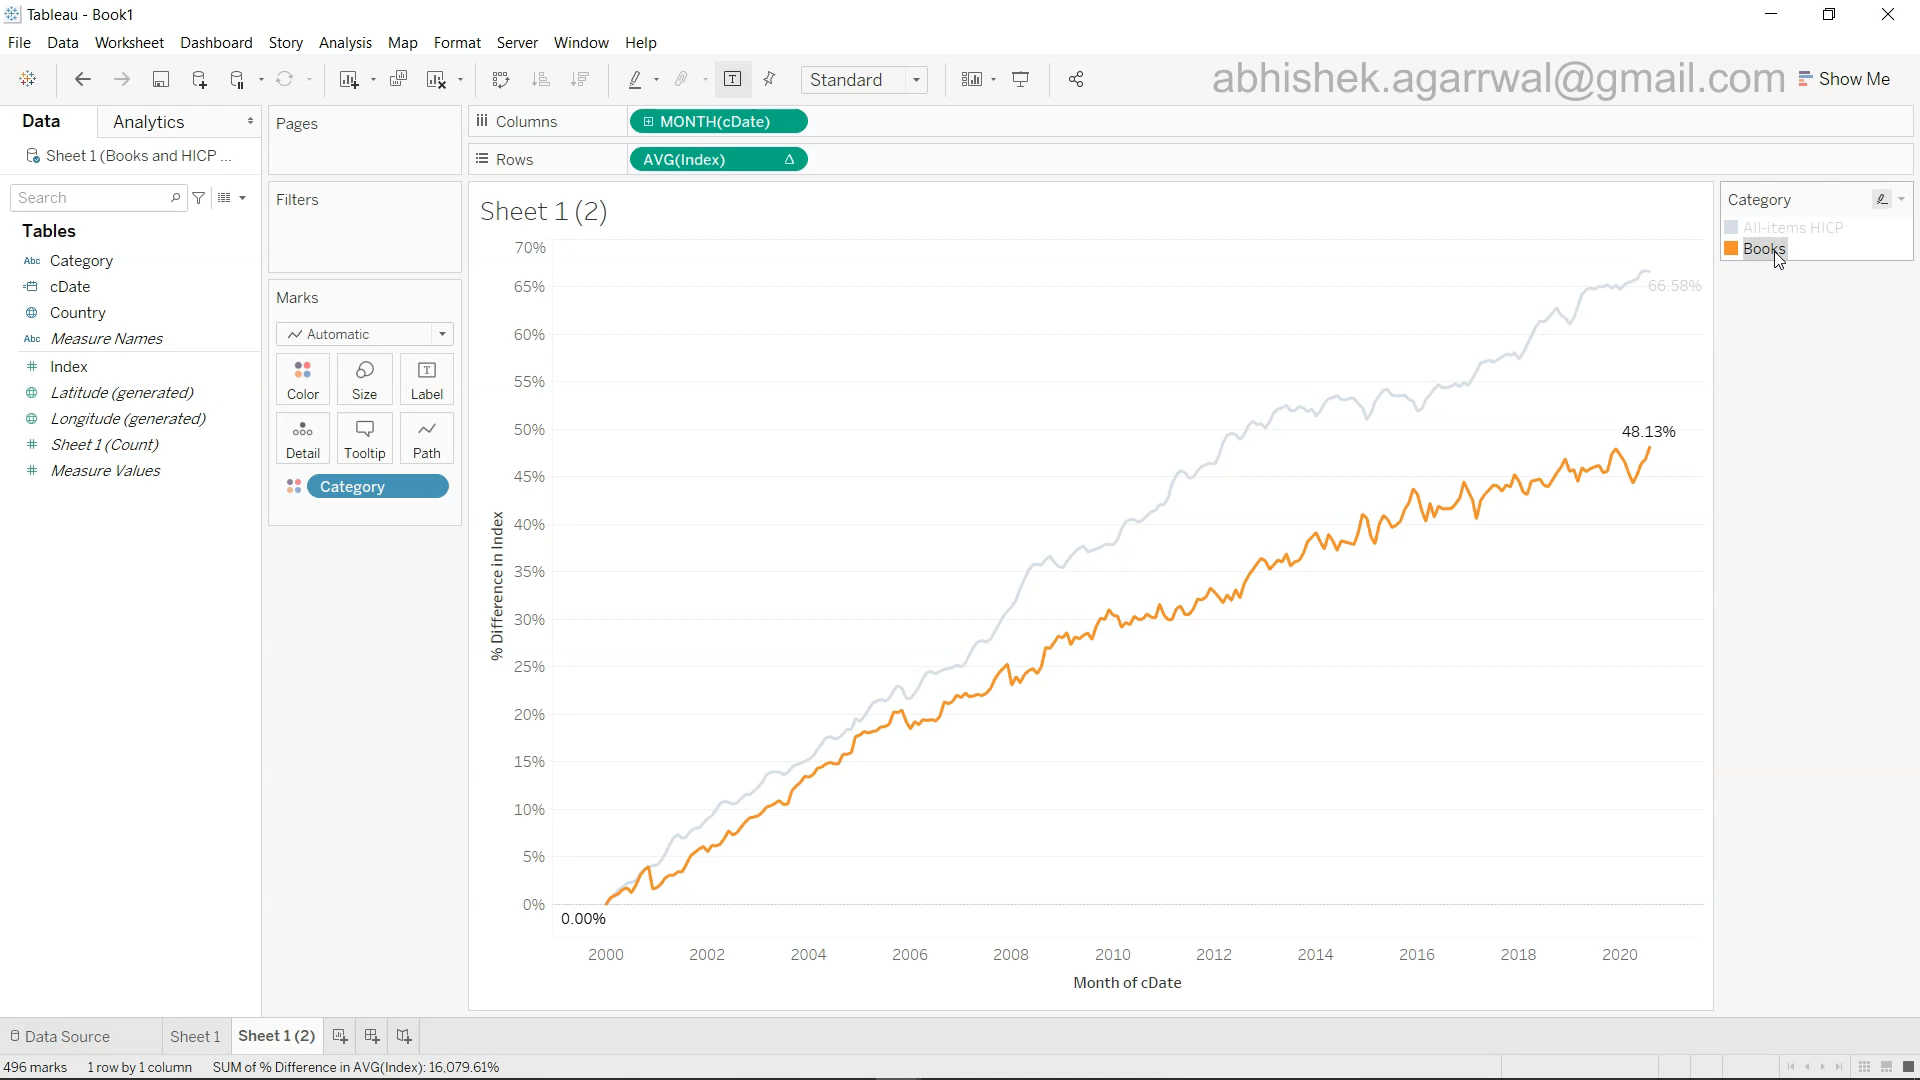 Tableau - Book1
File Data Worksheet Dashboard Story Analysis Map Format Server Window Help
Standard
abhishek.agarrwal@gmail.com
Show Me
Data Analytics
Pages
Columns
MONTH(cDate)
Sheet 1 (Books and HICP ...
Rows
AVG(Index) Δ
Search
Filters
Category
Sheet 1 (2)
All-items HICP
Books
Tables
Abc Category
cDate
Country
Abc Measure Names
Index
Latitude (generated)
Longitude (generated)
Sheet 1 (Count)
Measure Values
Marks
Automatic
Color Size Label
Detail Tooltip Path
Category
% Difference in Index
70%
65%
60%
55%
50%
45%
40%
35%
30%
25%
20%
15%
10%
5%
0%
66.58%
48.13%
0.00%
2000 2002 2004 2006 2008 2010 2012 2014 2016 2018 2020
Month of cDate
Data Source Sheet 1 Sheet 1 (2)
496 marks 1 row by 1 column SUM of % Difference in AVG(Index): 16,079.61%